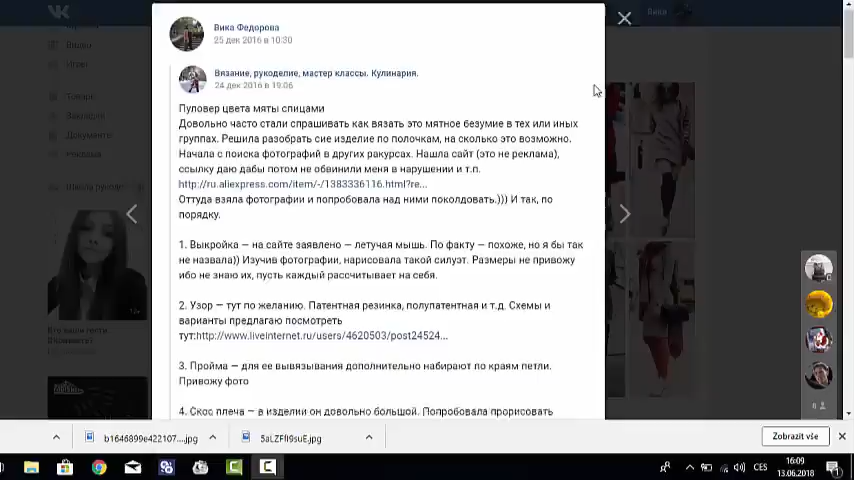 Вика
Вика Федорова
25 дек 2016 в 10:30
Видео
Игры
Товары
Закладки
Документы
Реклама
Вязание, рукоделие, мастер классы. Кулинария.
24 дек 2016 в 19:06
Пуловер цвета мяты спицами
Довольно часто стали спрашивать как вязать это мятное безумие в тех или иных
группах. Решила разобрать сие изделие по полочкам, на сколько это возможно.
Начала с поиска фотографий в других ракурсах. Нашла сайт (это не реклама),
ссылку даю дабы потом не обвинили меня в нарушении и т.п.
http://ru.aliexpress.com/item/-/1383336116.html?re...
Оттуда взяла фотографии и попробовала над ними поколдовать.))) И так, по
порядку.
1. Выкройка — на сайте заявлено — летучая мышь. По факту — похоже, но я бы так
не назвала)) Изучив фотографии, нарисовала такой силуэт. Размеры не привожу
ибо не знаю их, пусть каждый рассчитывает на себя.
2. Узор — тут по желанию. Патентная резинка, полупатентная и т.д. Схемы и
варианты предлагаю посмотреть
тут:http://www.liveinternet.ru/users/4620503/post24524...
3. Пройма — для ее вывязывания дополнительно набирают по краям петли.
Привожу фото
4. Скос плеча — в изделии он довольно большой. Попробовала прорисовать
b1646899e422107....jpg
5aLZFfi9suE.jpg
Zobrazit vše
CES
16:09
13.06.2018